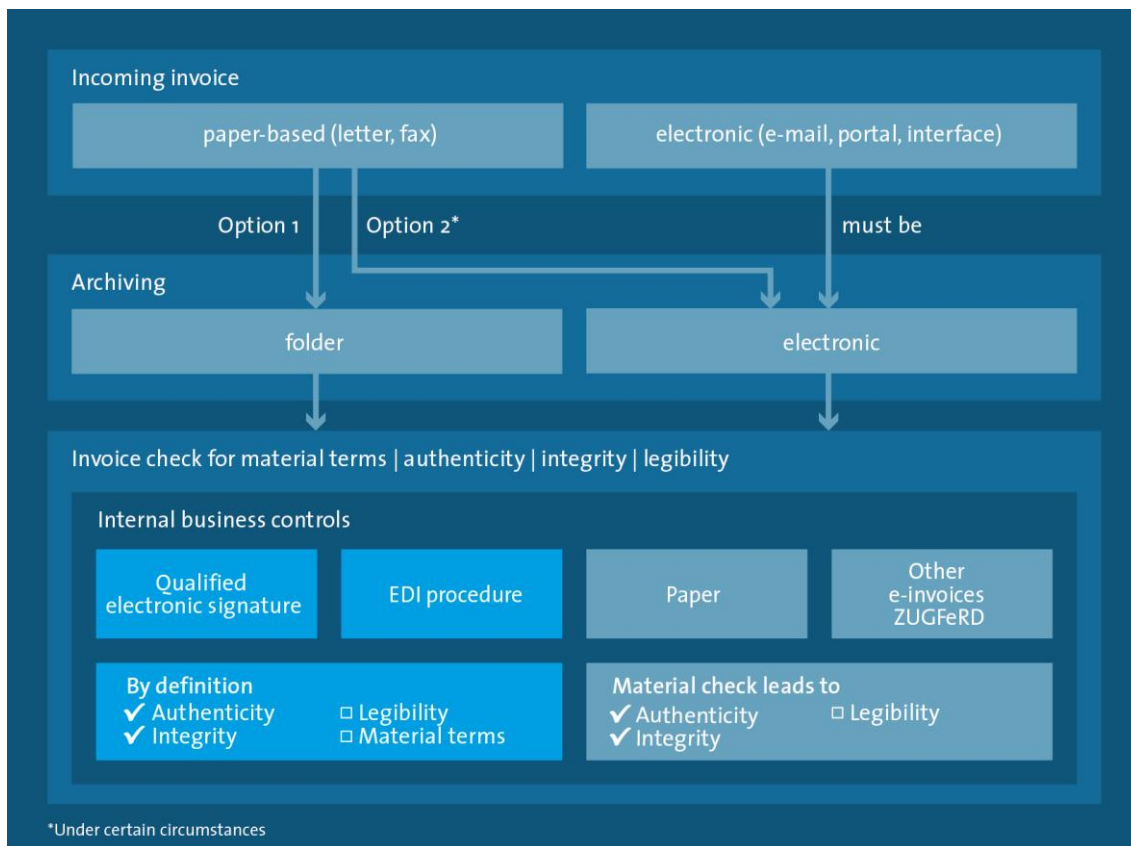 Incoming invoice
paper-based (letter, fax)
electronic (e-mail, portal, interface)
Option 1
Option 2*
must be
Archiving
folder
electronic
Invoice check for material terms | authenticity | integrity | legibility
Internal business controls
Qualified
electronic signature
EDI procedure
Paper
Other
e-invoices
ZUGFeRD
By definition
✓ Authenticity
□ Legibility
✓ Integrity
□ Material terms
Material check leads to
✓ Authenticity
□ Legibility
✓ Integrity
*Under certain circumstances